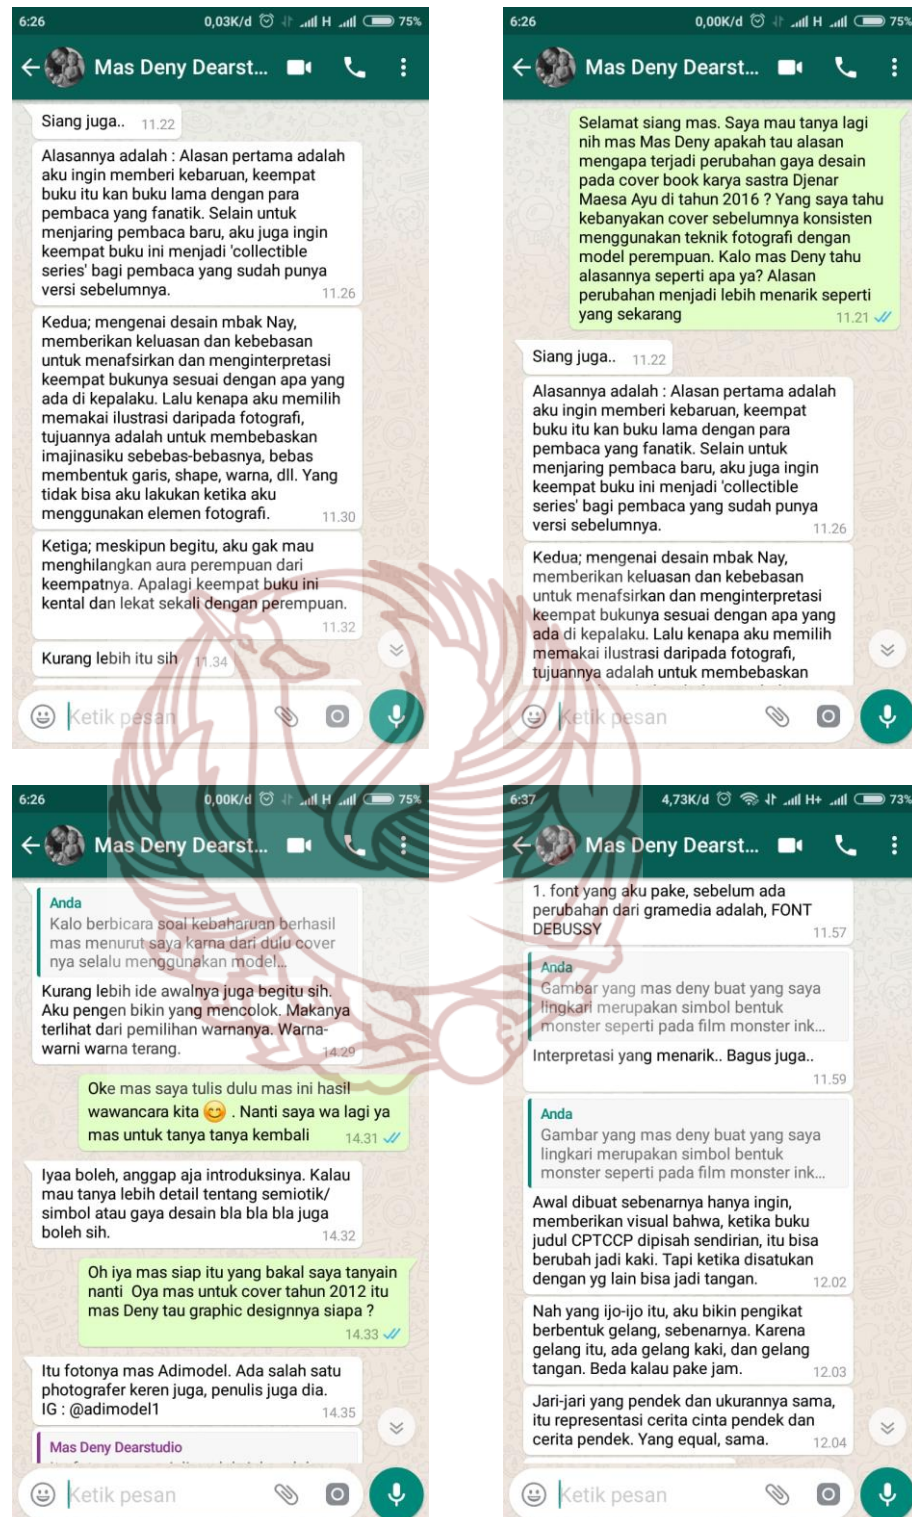 6:26 0,03K/d H 75%
Mas Deny Dearst...
Siang juga.. 11.22
Alasannya adalah : Alasan pertama adalah
aku ingin memberi kebaruan, keempat
buku itu kan buku lama dengan para
pembaca yang fanatik. Selain untuk
menjaring pembaca baru, aku juga ingin
keempat buku ini menjadi 'collectible
series' bagi pembaca yang sudah punya
versi sebelumnya. 11.26
Kedua; mengenai desain mbak Nay,
memberikan keluasan dan kebebasan
untuk menafsirkan dan menginterpretasi
keempat bukunya sesuai dengan apa yang
ada di kepalaku. Lalu kenapa aku memilih
memakai ilustrasi daripada fotografi,
tujuannya adalah untuk membebaskan
imajinasiku sebebas-bebasnya, bebas
membentuk garis, shape, warna, dll. Yang
tidak bisa aku lakukan ketika aku
menggunakan elemen fotografi. 11.30
Ketiga; meskipun begitu, aku gak mau
menghilangkan aura perempuan dari
keempatnya. Apalagi keempat buku ini
kental dan lekat sekali dengan perempuan.
11.32
Kurang lebih itu sih 11.34
Ketik pesan
6:26 0,00K/d H 75%
Mas Deny Dearst...
Selamat siang mas. Saya mau tanya lagi
nih mas Mas Deny apakah tau alasan
mengapa terjadi perubahan gaya desain
pada cover book karya sastra Djenar
Maesa Ayu di tahun 2016 ? Yang saya tahu
kebanyakan cover sebelumnya konsisten
menggunakan teknik fotografi dengan
model perempuan. Kalo mas Deny tahu
alasannya seperti apa ya? Alasan
perubahan menjadi lebih menarik seperti
yang sekarang 11.21
Siang juga.. 11.22
Alasannya adalah : Alasan pertama adalah
aku ingin memberi kebaruan, keempat
buku itu kan buku lama dengan para
pembaca yang fanatik. Selain untuk
menjaring pembaca baru, aku juga ingin
keempat buku ini menjadi 'collectible
series' bagi pembaca yang sudah punya
versi sebelumnya. 11.26
Kedua; mengenai desain mbak Nay,
memberikan keluasan dan kebebasan
untuk menafsirkan dan menginterpretasi
keempat bukunya sesuai dengan apa yang
ada di kepalaku. Lalu kenapa aku memilih
memakai ilustrasi daripada fotografi,
tujuannya adalah untuk membebaskan
Ketik pesan
6:26 0,00K/d H 75%
Mas Deny Dearst...
Anda
Kalo berbicara soal kebaharuan berhasil
mas menurut saya karna dari dulu cover
nya selalu menggunakan model...
Kurang lebih ide awalnya juga begitu sih.
Aku pengen bikin yang mencolok. Makanya
terlihat dari pemilihan warnanya. Warna-
warni warna terang. 14.29
Oke mas saya tulis dulu mas ini hasil
wawancara kita 😊 . Nanti saya wa lagi ya
mas untuk tanya tanya kembali 14.31
Iyaa boleh, anggap aja introduksinya. Kalau
mau tanya lebih detail tentang semiotik/
simbol atau gaya desain bla bla bla juga
boleh sih. 14.32
Oh iya mas siap itu yang bakal saya tanyain
nanti Oya mas untuk cover tahun 2012 itu
mas Deny tau graphic designnya siapa ?
14.33
Itu fotonya mas Adimodel. Ada salah satu
photografer keren juga, penulis juga dia.
IG : @adimodel1 14.35
Mas Deny Dearstudio
Ketik pesan
6:37 4,73K/d H+ 73%
Mas Deny Dearst...
1. font yang aku pake, sebelum ada
perubahan dari gramedia adalah, FONT
DEBUSSY 11.57
Anda
Gambar yang mas deny buat yang saya
lingkari merupakan simbol bentuk
monster seperti pada film monster ink...
Interpretasi yang menarik.. Bagus juga..
11.59
Anda
Gambar yang mas deny buat yang saya
lingkari merupakan simbol bentuk
monster seperti pada film monster ink...
Awal dibuat sebenarnya hanya ingin,
memberikan visual bahwa, ketika buku
judul CPTCCP dipisah sendirian, itu bisa
berubah jadi kaki. Tapi ketika disatukan
dengan yg lain bisa jadi tangan. 12.02
Nah yang ijo-ijo itu, aku bikin pengikat
berbentuk gelang, sebenarnya. Karena
gelang itu, ada gelang kaki, dan gelang
tangan. Beda kalau pake jam. 12.03
Jari-jari yang pendek dan ukurannya sama,
itu representasi cerita cinta pendek dan
cerita pendek. Yang equal, sama. 12.04
Ketik pesan